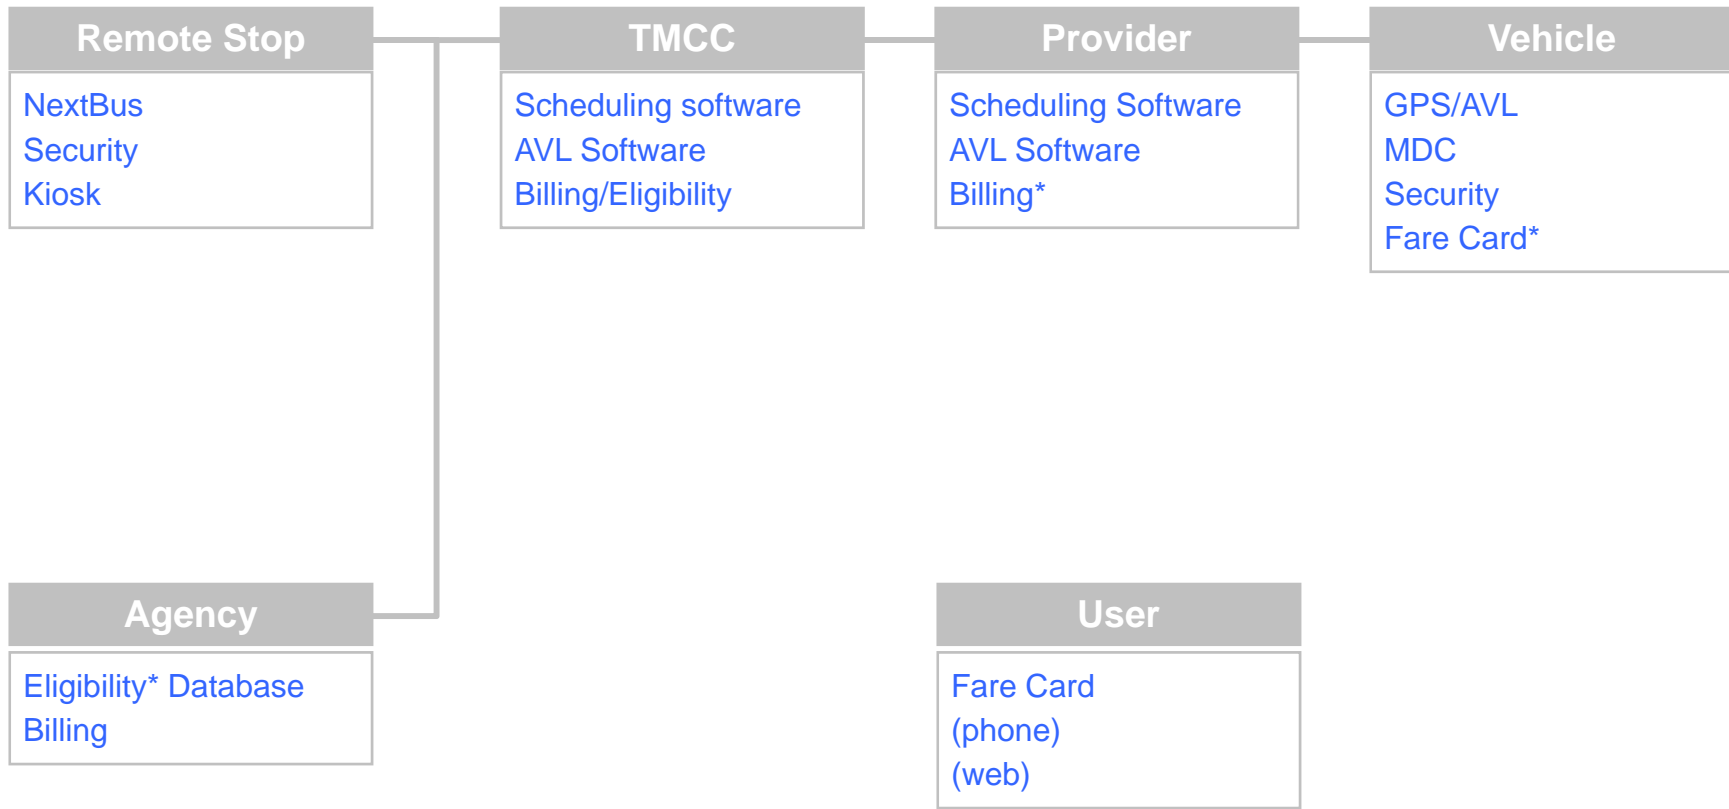 Remote Stop
NextBus
Security
Kiosk
TMCC
Scheduling software
AVL Software
Billing/Eligibility
Provider
Scheduling Software
AVL Software
Billing*
Vehicle
GPS/AVL
MDC
Security
Fare Card*
Agency
Eligibility* Database
Billing
User
Fare Card
(phone)
(web)